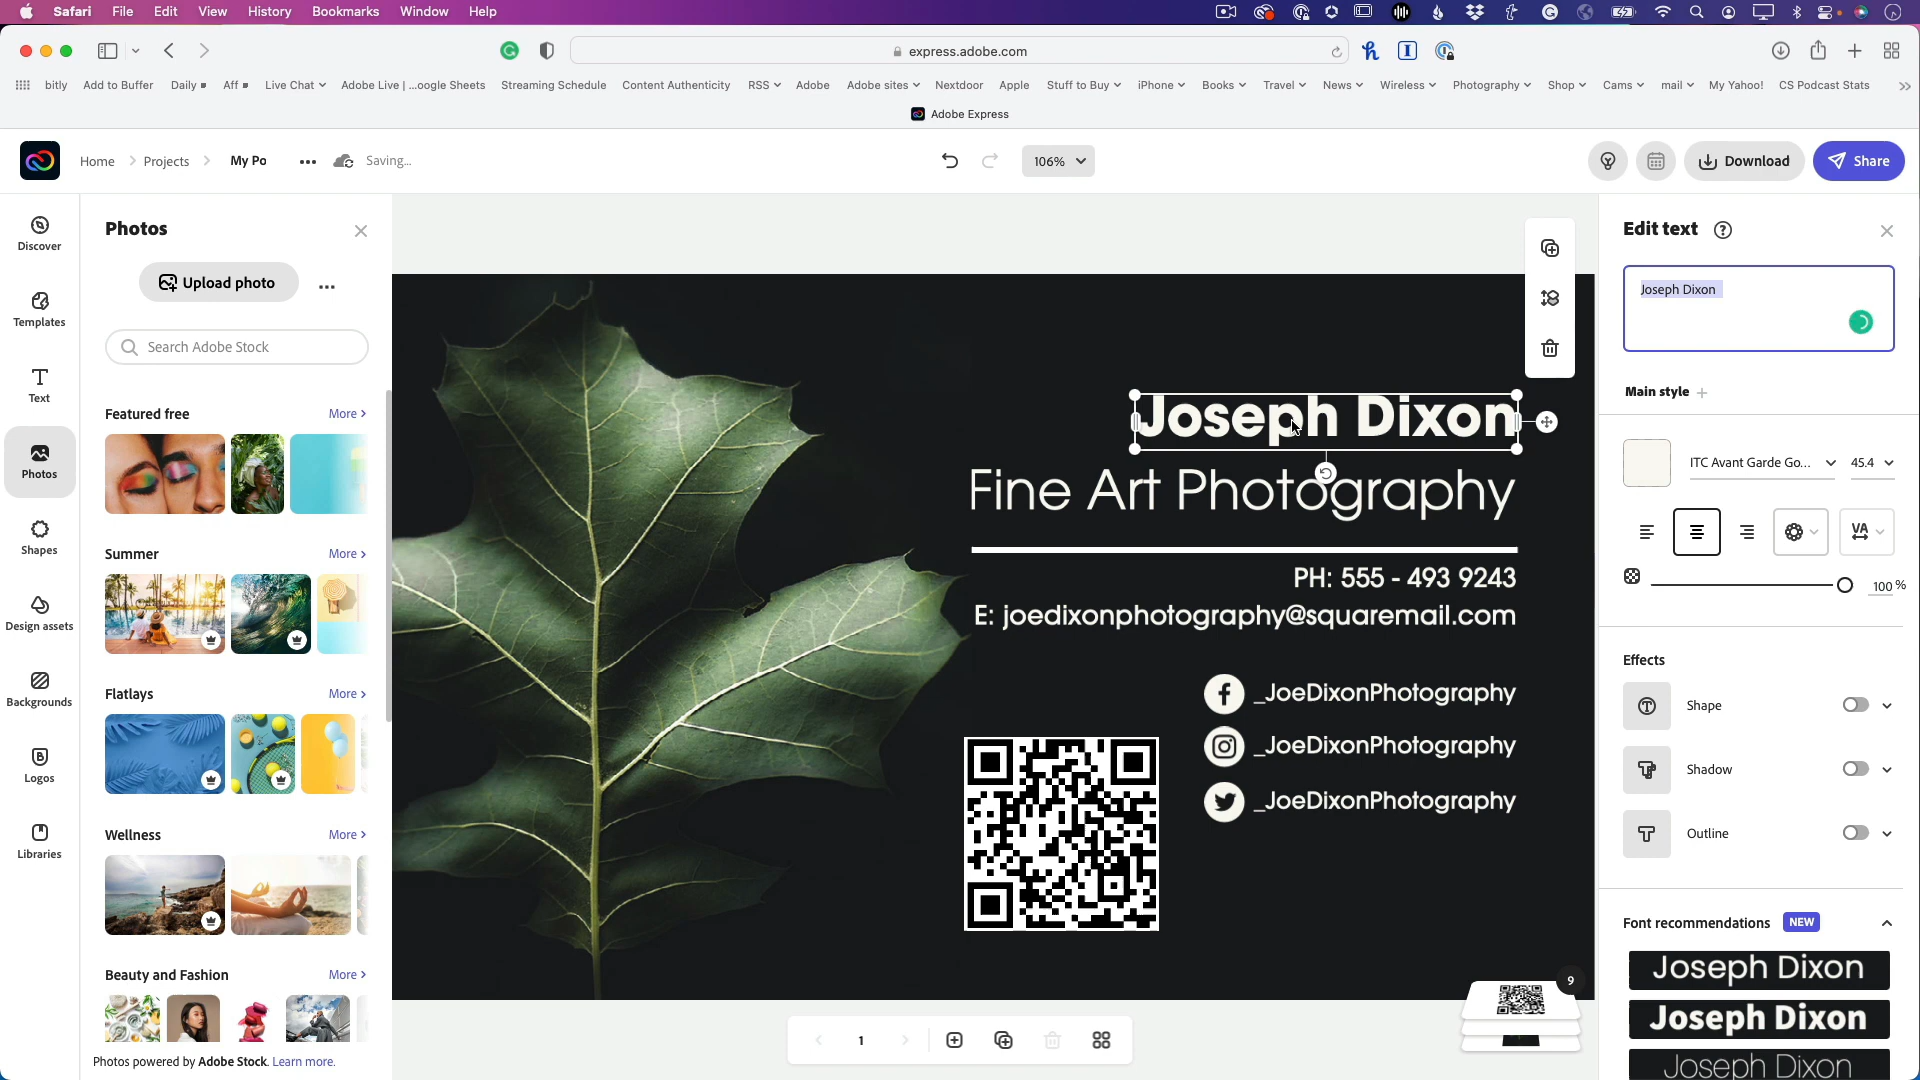 Safari File Edit View History Bookmarks Window Help
express.adobe.com
bitly Add to Buffer Daily Aff Live Chat Adobe Live | ...oogle Sheets Streaming Schedule Content Authenticity RSS Adobe Adobe sites Nextdoor Apple Stuff to Buy iPhone Books Travel News Wireless Photography Shop Cams mail My Yahoo! CS Podcast Stats
Adobe Express
Home Projects My Po ... Saving...
106%
Download
Share
Discover
Templates
Text
Photos
Shapes
Design assets
Backgrounds
Logos
Libraries
Photos
Upload photo ...
Search Adobe Stock
Featured free More >
Summer More >
Flatlays More >
Wellness More >
Beauty and Fashion More >
Photos powered by Adobe Stock. Learn more.
Joseph Dixon
Fine Art Photography
PH: 555 - 493 9243
E: joedixonphotography@squaremail.com
_JoeDixonPhotography
_JoeDixonPhotography
_JoeDixonPhotography
9
1
Edit text ?
Joseph Dixon
Main style +
ITC Avant Garde Go... 45.4
VA
100 %
Effects
Shape
Shadow
Outline
Font recommendations NEW
Joseph Dixon
Joseph Dixon
Joseph Dixon